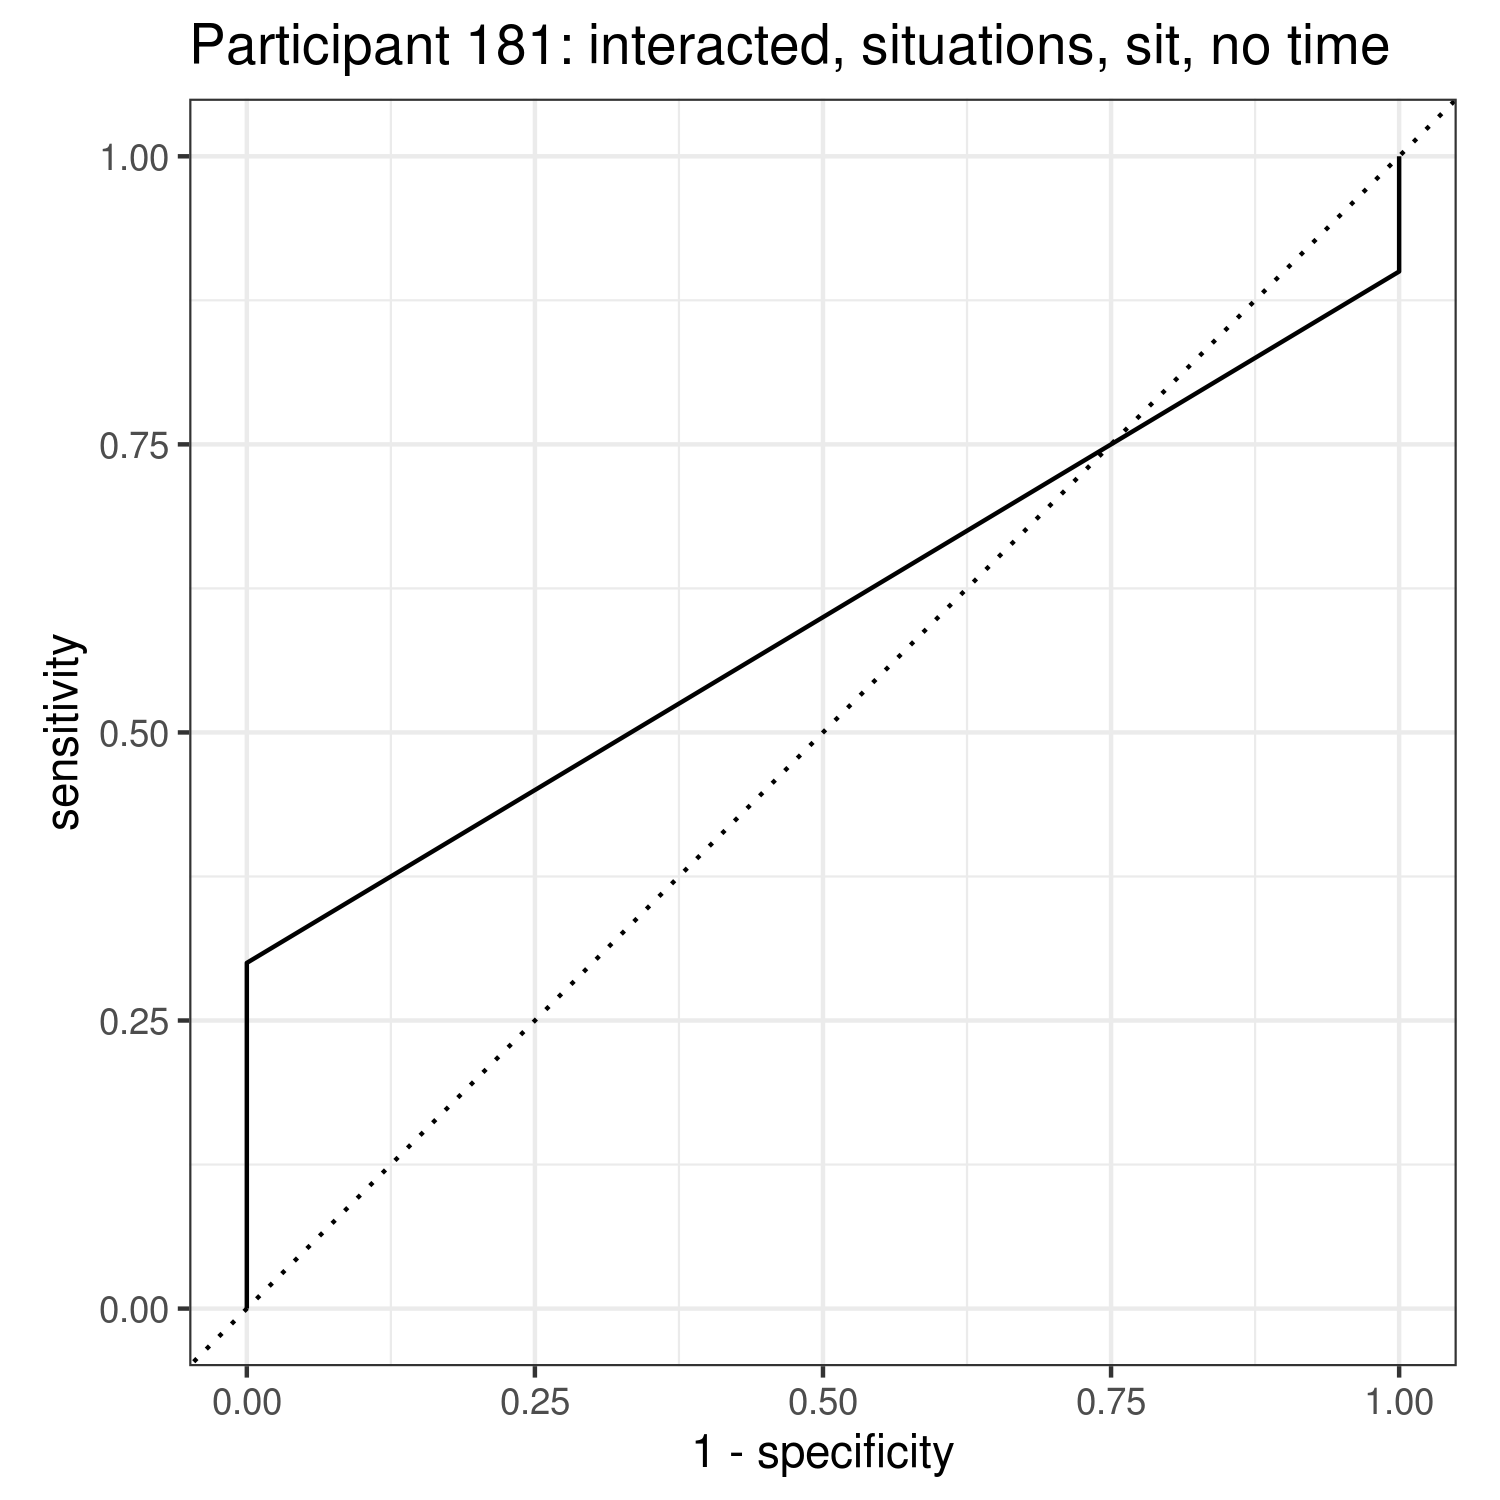 Participant 181: interacted, situations, sit, no time
1.00
0.75
0.50
0.25
0.00
sensitivity
0.00 0.25 0.50 0.75 1.00
1 - specificity